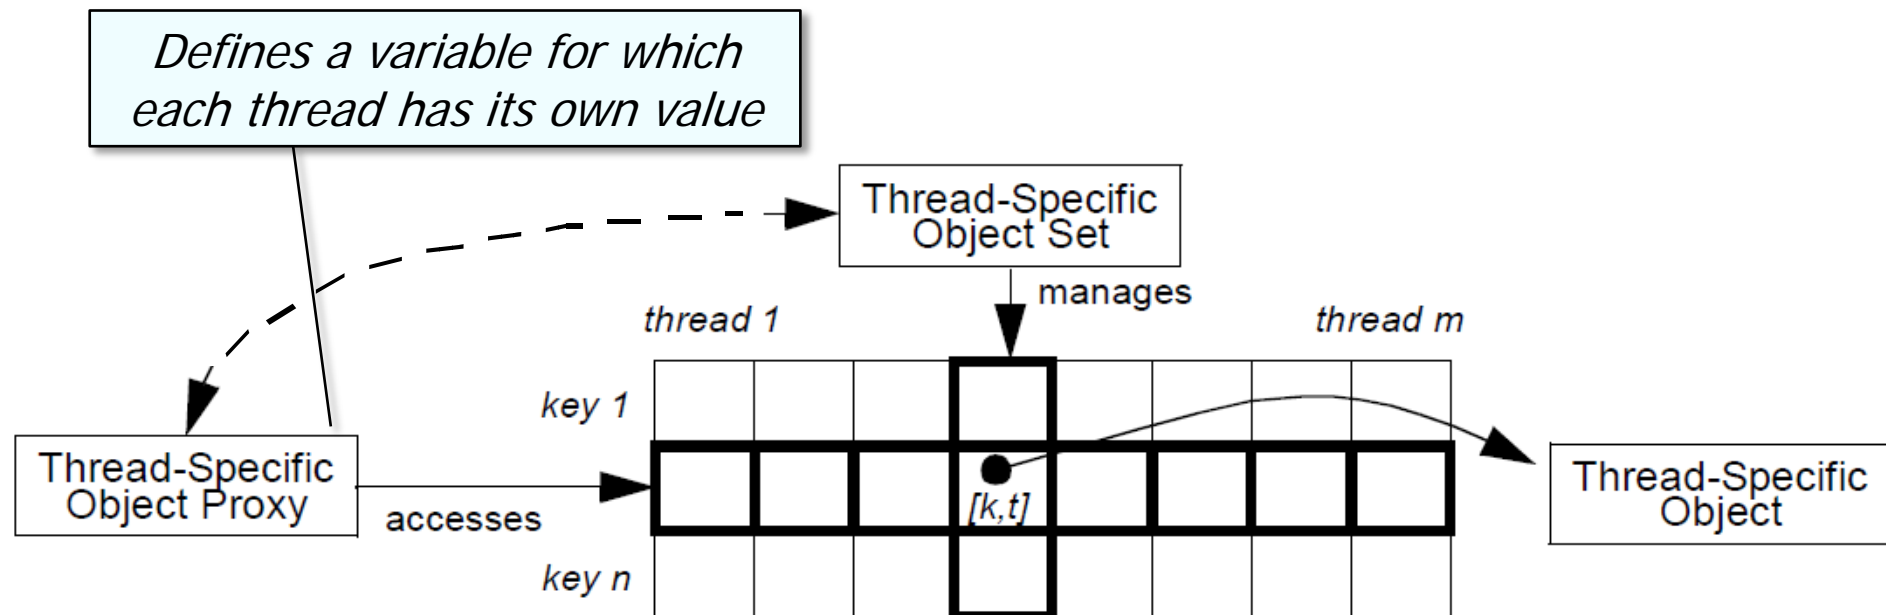 Defines a variable for which
each thread has its own value
Thread-Specific
Object Set
manages
thread 1
thread m
key 1
Thread-Specific
Object Proxy
accesses
[k,t]
Thread-Specific
Object
key n